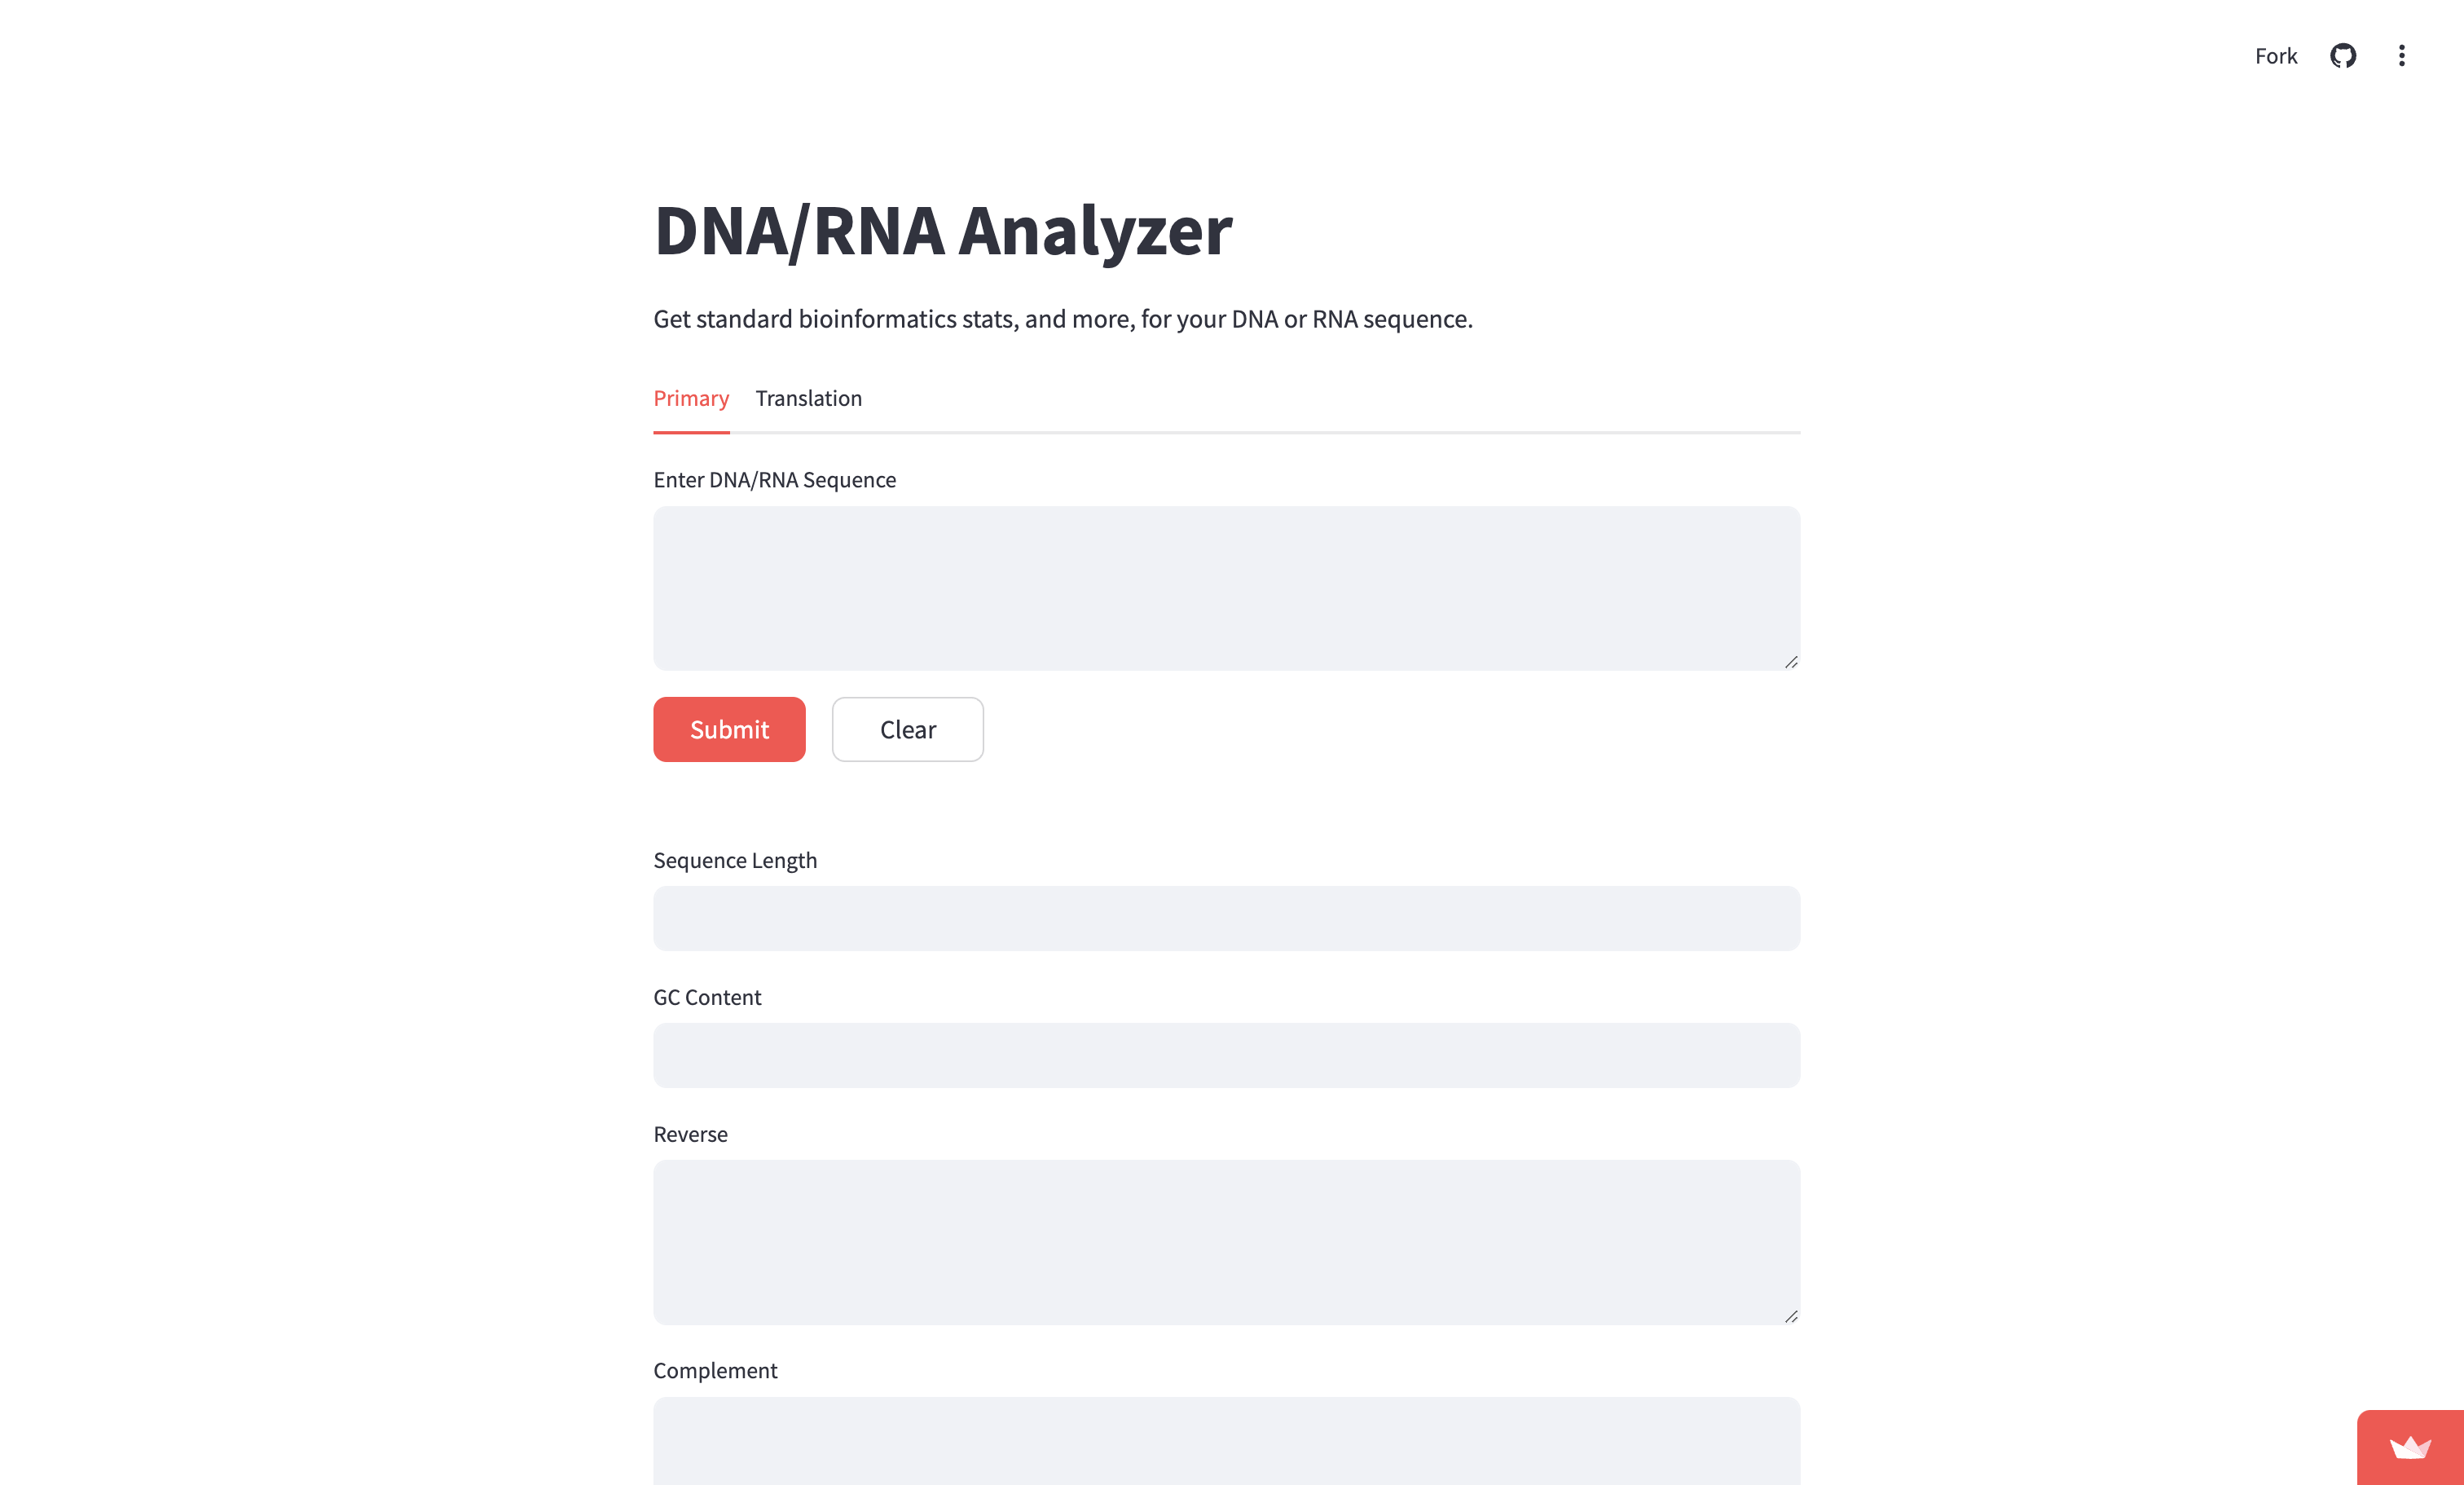 Fork
DNA/RNA Analyzer
Get standard bioinformatics stats, and more, for your DNA or RNA sequence.
Primary Translation
Enter DNA/RNA Sequence
Submit Clear
Sequence Length
GC Content
Reverse
Complement